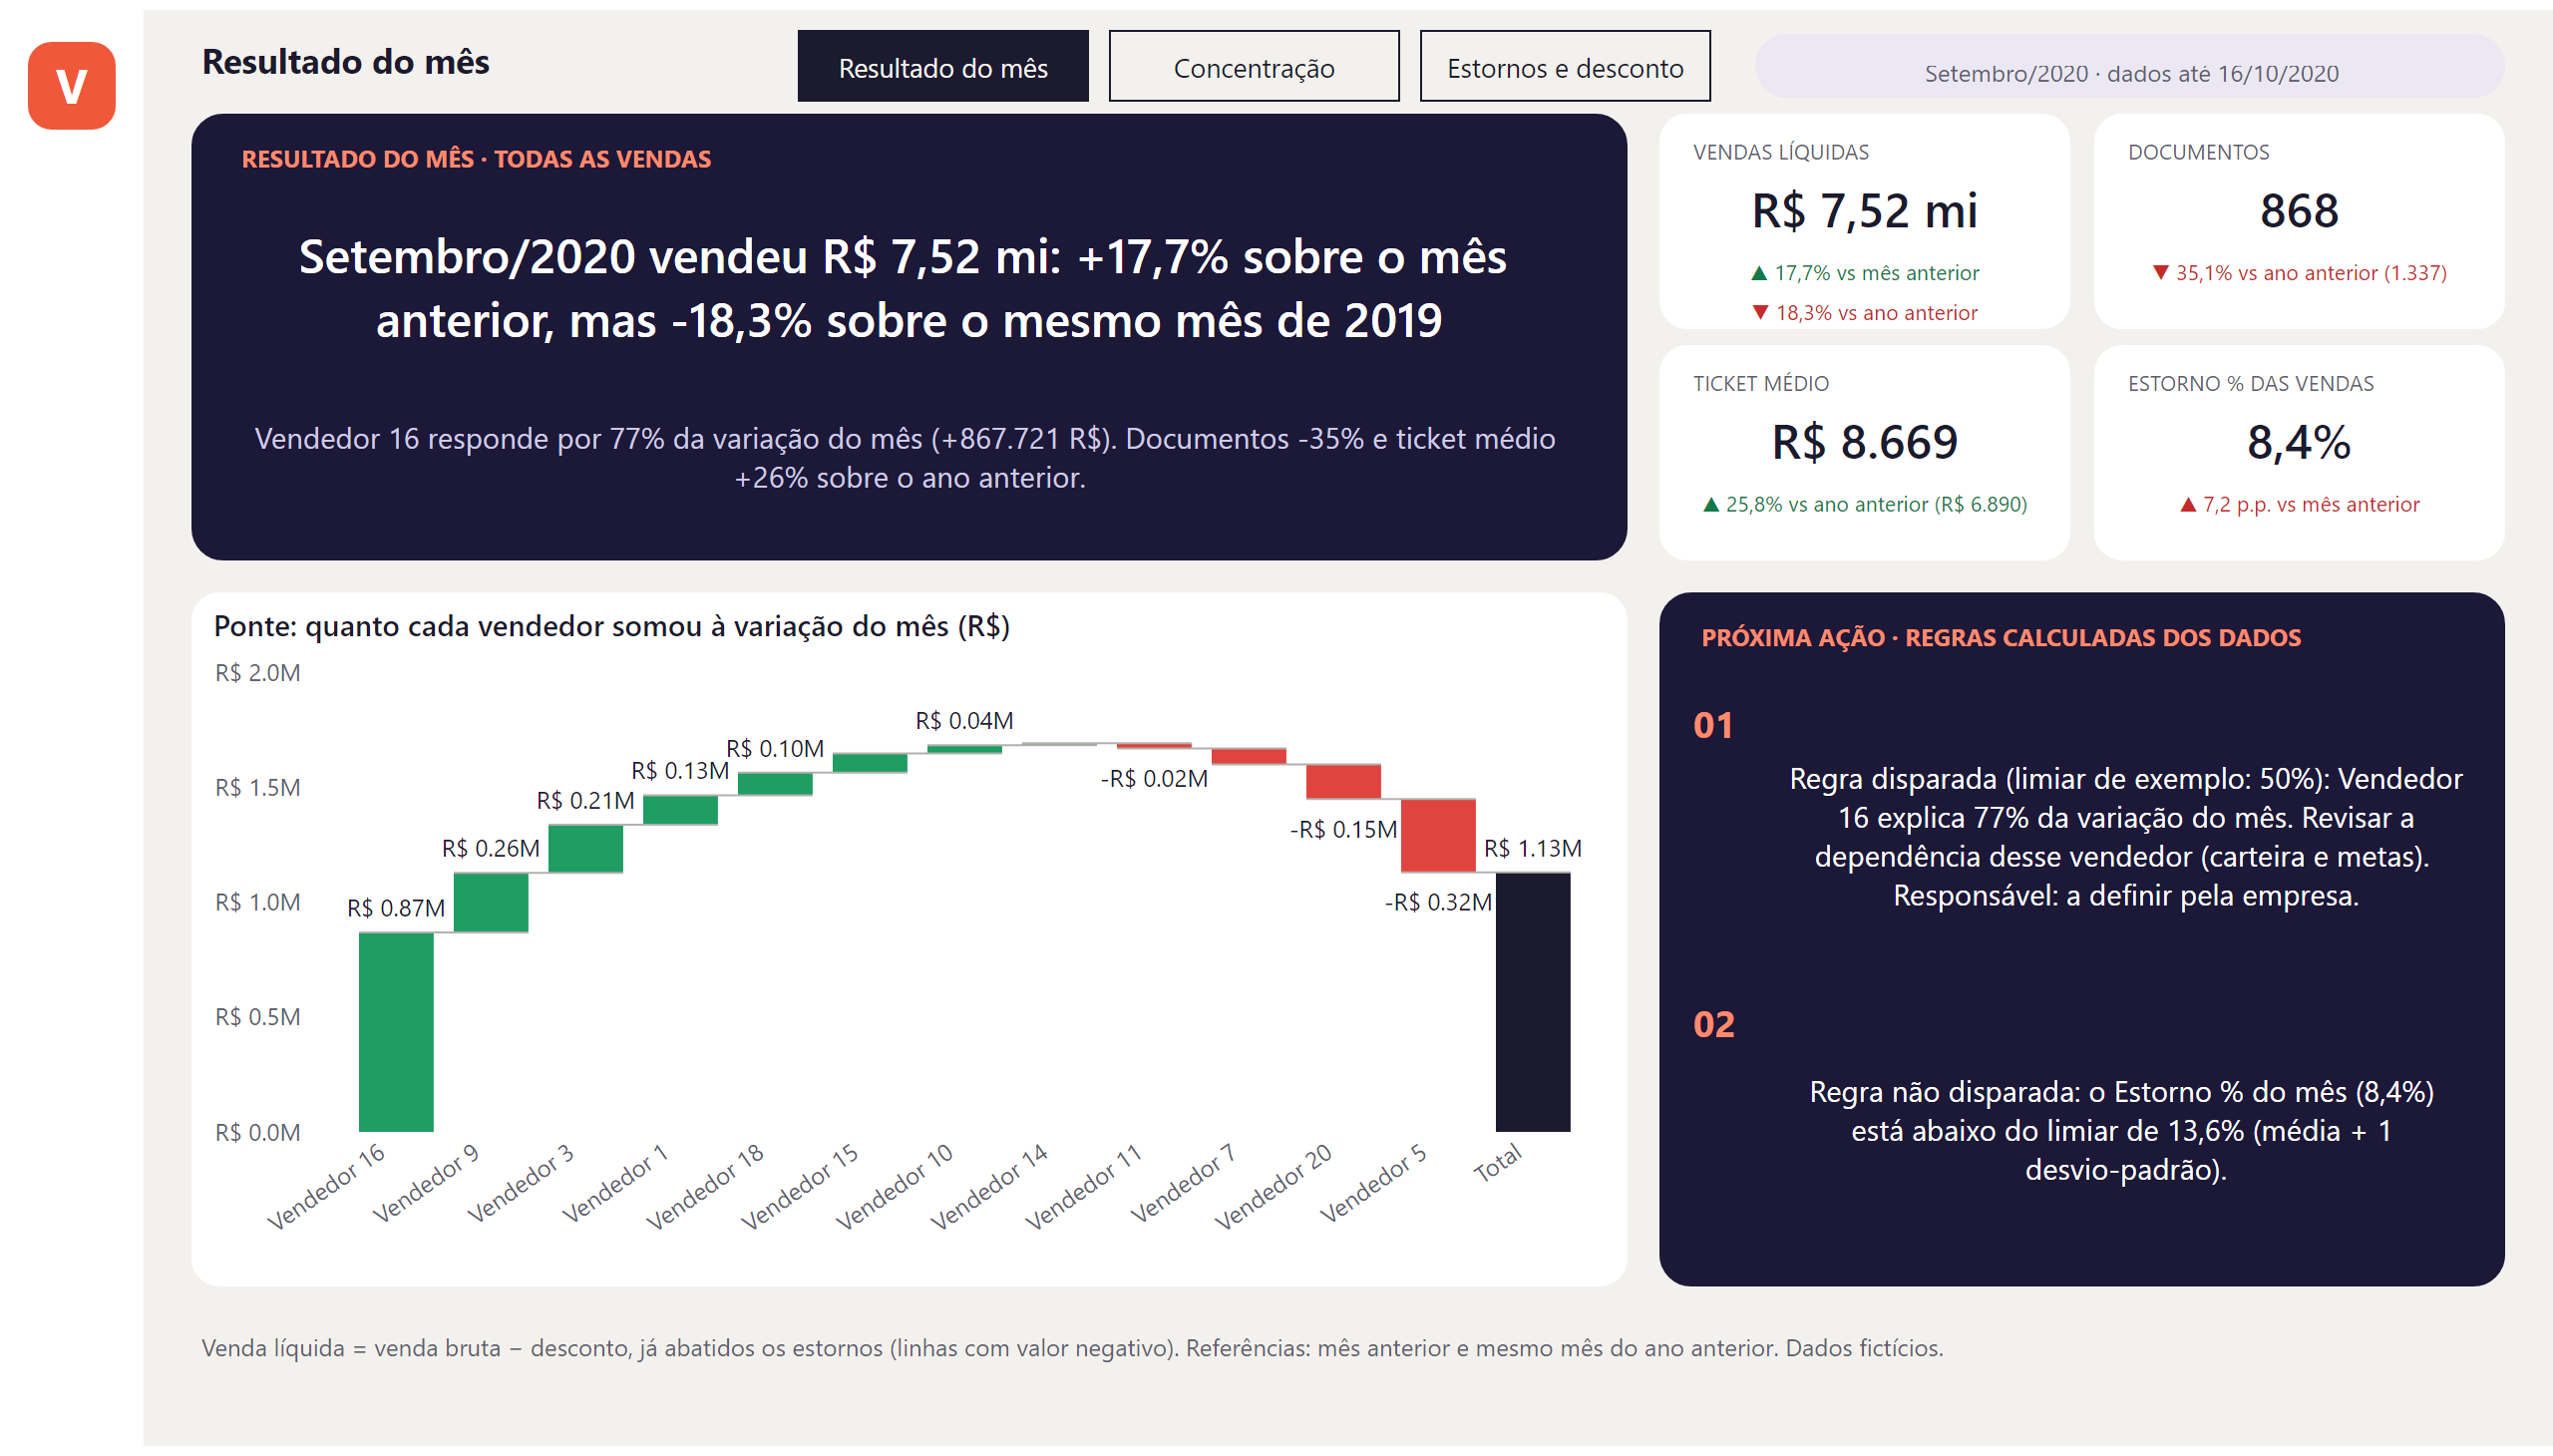 V
Resultado do mês
Resultado do mês
Concentração
Estornos e desconto
Setembro/2020 · dados até 16/10/2020
RESULTADO DO MÊS · TODAS AS VENDAS
Setembro/2020 vendeu R$ 7,52 mi: +17,7% sobre o mês
anterior, mas -18,3% sobre o mesmo mês de 2019
Vendedor 16 responde por 77% da variação do mês (+867.721 R$). Documentos -35% e ticket médio
+26% sobre o ano anterior.
VENDAS LÍQUIDAS
R$ 7,52 mi
▲ 17,7% vs mês anterior
▼ 18,3% vs ano anterior
DOCUMENTOS
868
▼ 35,1% vs ano anterior (1.337)
TICKET MÉDIO
R$ 8.669
▲ 25,8% vs ano anterior (R$ 6.890)
ESTORNO % DAS VENDAS
8,4%
▲ 7,2 p.p. vs mês anterior
Ponte: quanto cada vendedor somou à variação do mês (R$)
R$ 2.0M
R$ 1.5M
R$ 1.0M
R$ 0.5M
R$ 0.0M
R$ 0.87M
R$ 0.26M
R$ 0.21M
R$ 0.13M
R$ 0.10M
R$ 0.04M
-R$ 0.02M
-R$ 0.15M
-R$ 0.32M
R$ 1.13M
Vendedor 16
Vendedor 9
Vendedor 3
Vendedor 1
Vendedor 18
Vendedor 15
Vendedor 10
Vendedor 14
Vendedor 11
Vendedor 7
Vendedor 20
Vendedor 5
Total
PRÓXIMA AÇÃO · REGRAS CALCULADAS DOS DADOS
01
Regra disparada (limiar de exemplo: 50%): Vendedor
16 explica 77% da variação do mês. Revisar a
dependência desse vendedor (carteira e metas).
Responsável: a definir pela empresa.
02
Regra não disparada: o Estorno % do mês (8,4%)
está abaixo do limiar de 13,6% (média + 1
desvio-padrão).
Venda líquida = venda bruta − desconto, já abatidos os estornos (linhas com valor negativo). Referências: mês anterior e mesmo mês do ano anterior. Dados fictícios.